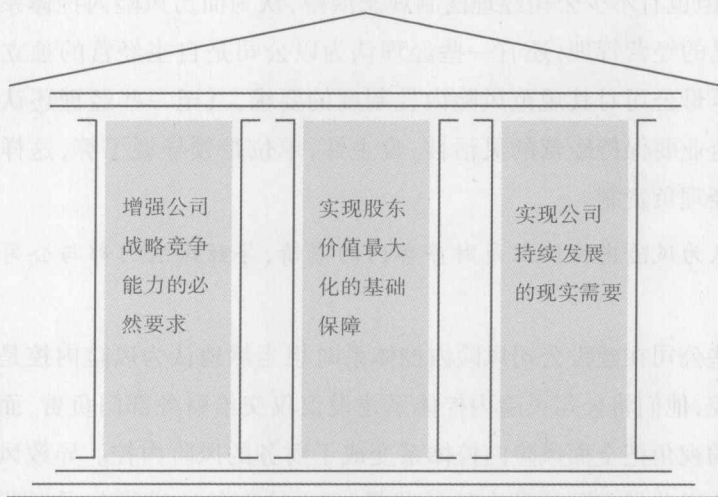 增强公司
战略竞争
能力的必
然要求
实现股东
价值最大
化的基础
保障
实现公司
持续发展
的现实需要